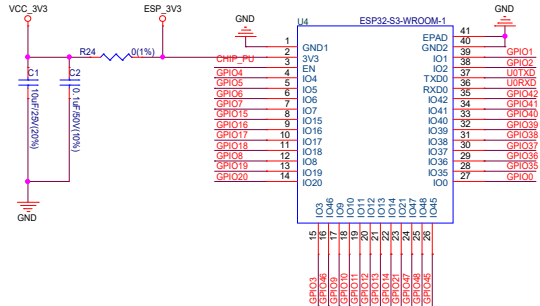 VCC_3V3
ESP_3V3
GND
U4
ESP32-S3-WROOM-1
GND
R24
0(1%)
C1
10uF/25V(20%)
C2
0.1uF/50V(10%)
GND
1
GND1
2
3V3
CHIP_PU
3
EN
GPIO4
4
IO4
GPIO5
5
IO5
GPIO6
6
IO6
GPIO7
7
IO7
GPIO15
8
IO15
GPIO16
9
IO16
GPIO17
10
IO17
GPIO18
11
IO18
GPIO8
12
IO8
GPIO19
13
IO19
GPIO20
14
IO20
EPAD
41
GND2
40
IO1
39
GPIO1
IO2
38
GPIO2
TXD0
37
U0TXD
RXD0
36
U0RXD
IO42
35
GPIO42
IO41
34
GPIO41
IO40
33
GPIO40
IO39
32
GPIO39
IO38
31
GPIO38
IO37
30
GPIO37
IO36
29
GPIO36
IO35
28
GPIO35
IO0
27
GPIO0
IO3
15
GPIO3
IO46
16
GPIO46
IO9
17
GPIO9
IO10
18
GPIO10
IO11
19
GPIO11
IO12
20
GPIO12
IO13
21
GPIO13
IO14
22
GPIO14
IO21
23
GPIO21
IO47
24
GPIO47
IO48
25
GPIO48
IO45
26
GPIO45